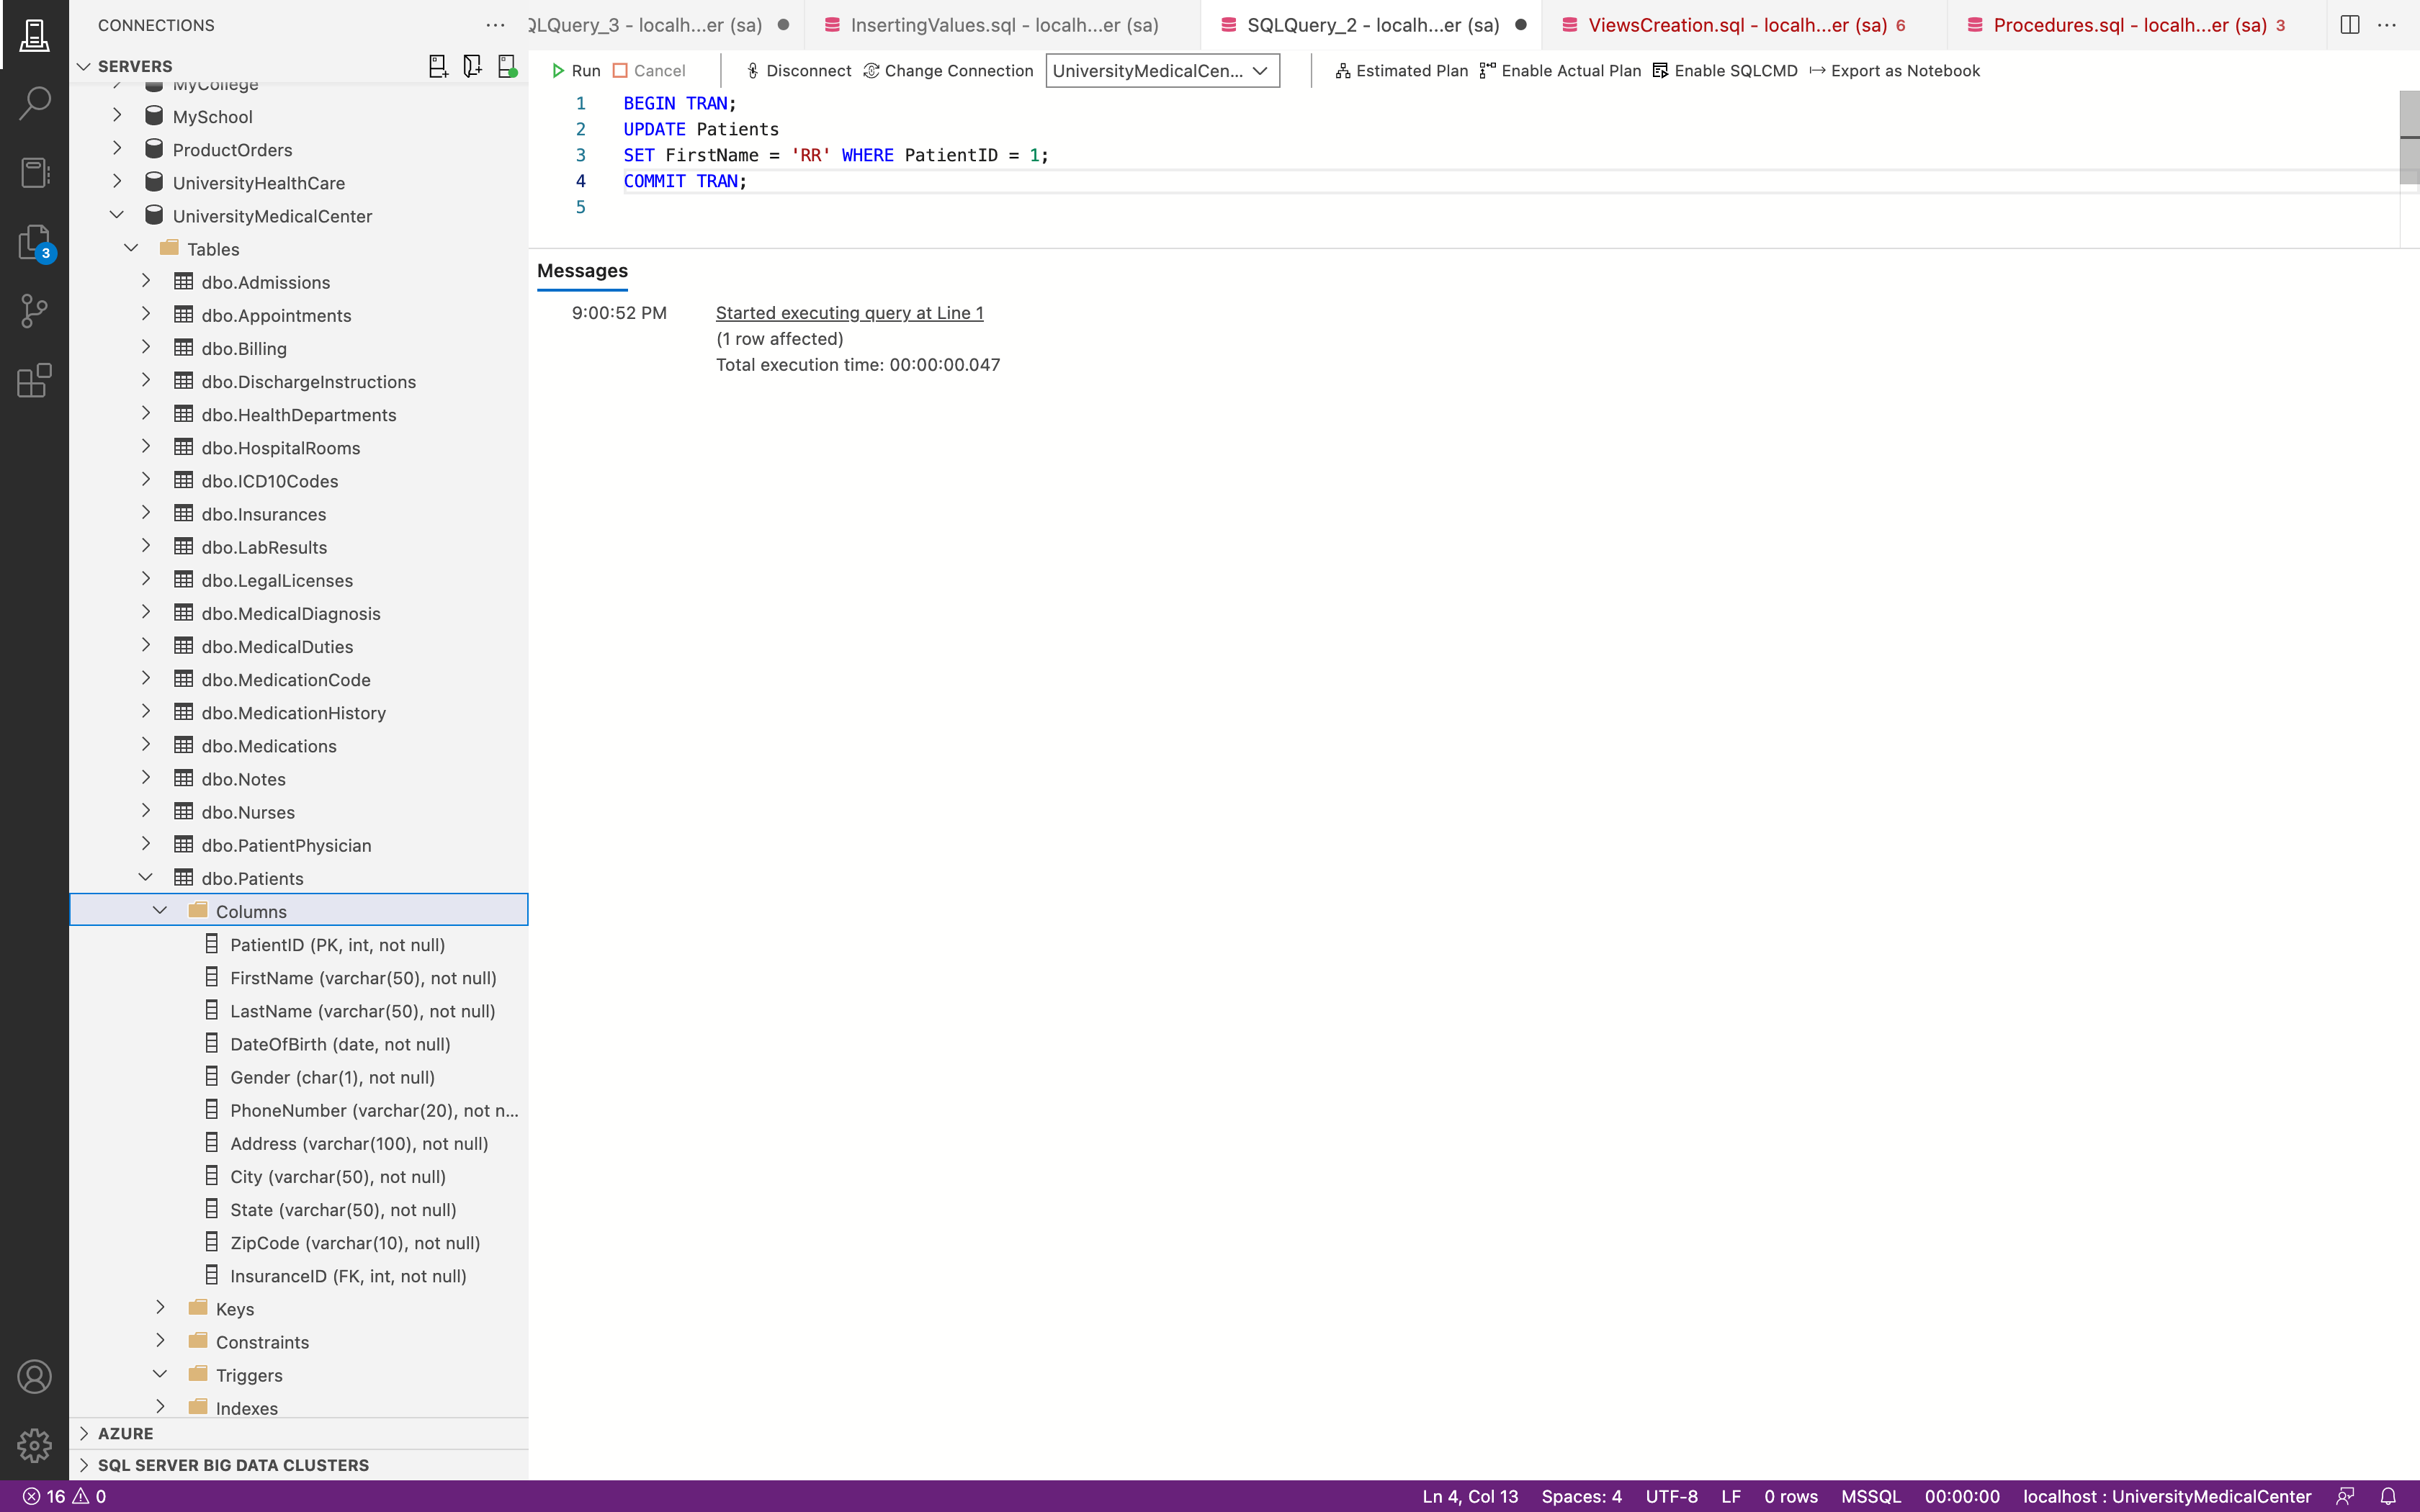 CONNECTIONS
SERVERS
MyCollege
MySchool
ProductOrders
UniversityHealthCare
UniversityMedicalCenter
Tables
dbo.Admissions
dbo.Appointments
dbo.Billing
dbo.DischargeInstructions
dbo.HealthDepartments
dbo.HospitalRooms
dbo.ICD10Codes
dbo.Insurances
dbo.LabResults
dbo.LegalLicenses
dbo.MedicalDiagnosis
dbo.MedicalDuties
dbo.MedicationCode
dbo.MedicationHistory
dbo.Medications
dbo.Notes
dbo.Nurses
dbo.PatientPhysician
dbo.Patients
Columns
PatientID (PK, int, not null)
FirstName (varchar(50), not null)
LastName (varchar(50), not null)
DateOfBirth (date, not null)
Gender (char(1), not null)
PhoneNumber (varchar(20), not n...
Address (varchar(100), not null)
City (varchar(50), not null)
State (varchar(50), not null)
ZipCode (varchar(10), not null)
InsuranceID (FK, int, not null)
Keys
Constraints
Triggers
Indexes
AZURE
SQL SERVER BIG DATA CLUSTERS
3
QLQuery_3 - localh...er (sa) InsertingValues.sql - localh...er (sa) SQLQuery_2 - localh...er (sa) ViewsCreation.sql - localh...er (sa) 6 Procedures.sql - localh...er (sa) 3
Run Cancel Disconnect Change Connection UniversityMedicalCen... Estimated Plan Enable Actual Plan Enable SQLCMD Export as Notebook
1 BEGIN TRAN;
2 UPDATE Patients
3 SET FirstName = 'RR' WHERE PatientID = 1;
4 COMMIT TRAN;
5
Messages
9:00:52 PM Started executing query at Line 1
(1 row affected)
Total execution time: 00:00:00.047
16 0 Ln 4, Col 13 Spaces: 4 UTF-8 LF 0 rows MSSQL 00:00:00 localhost : UniversityMedicalCenter